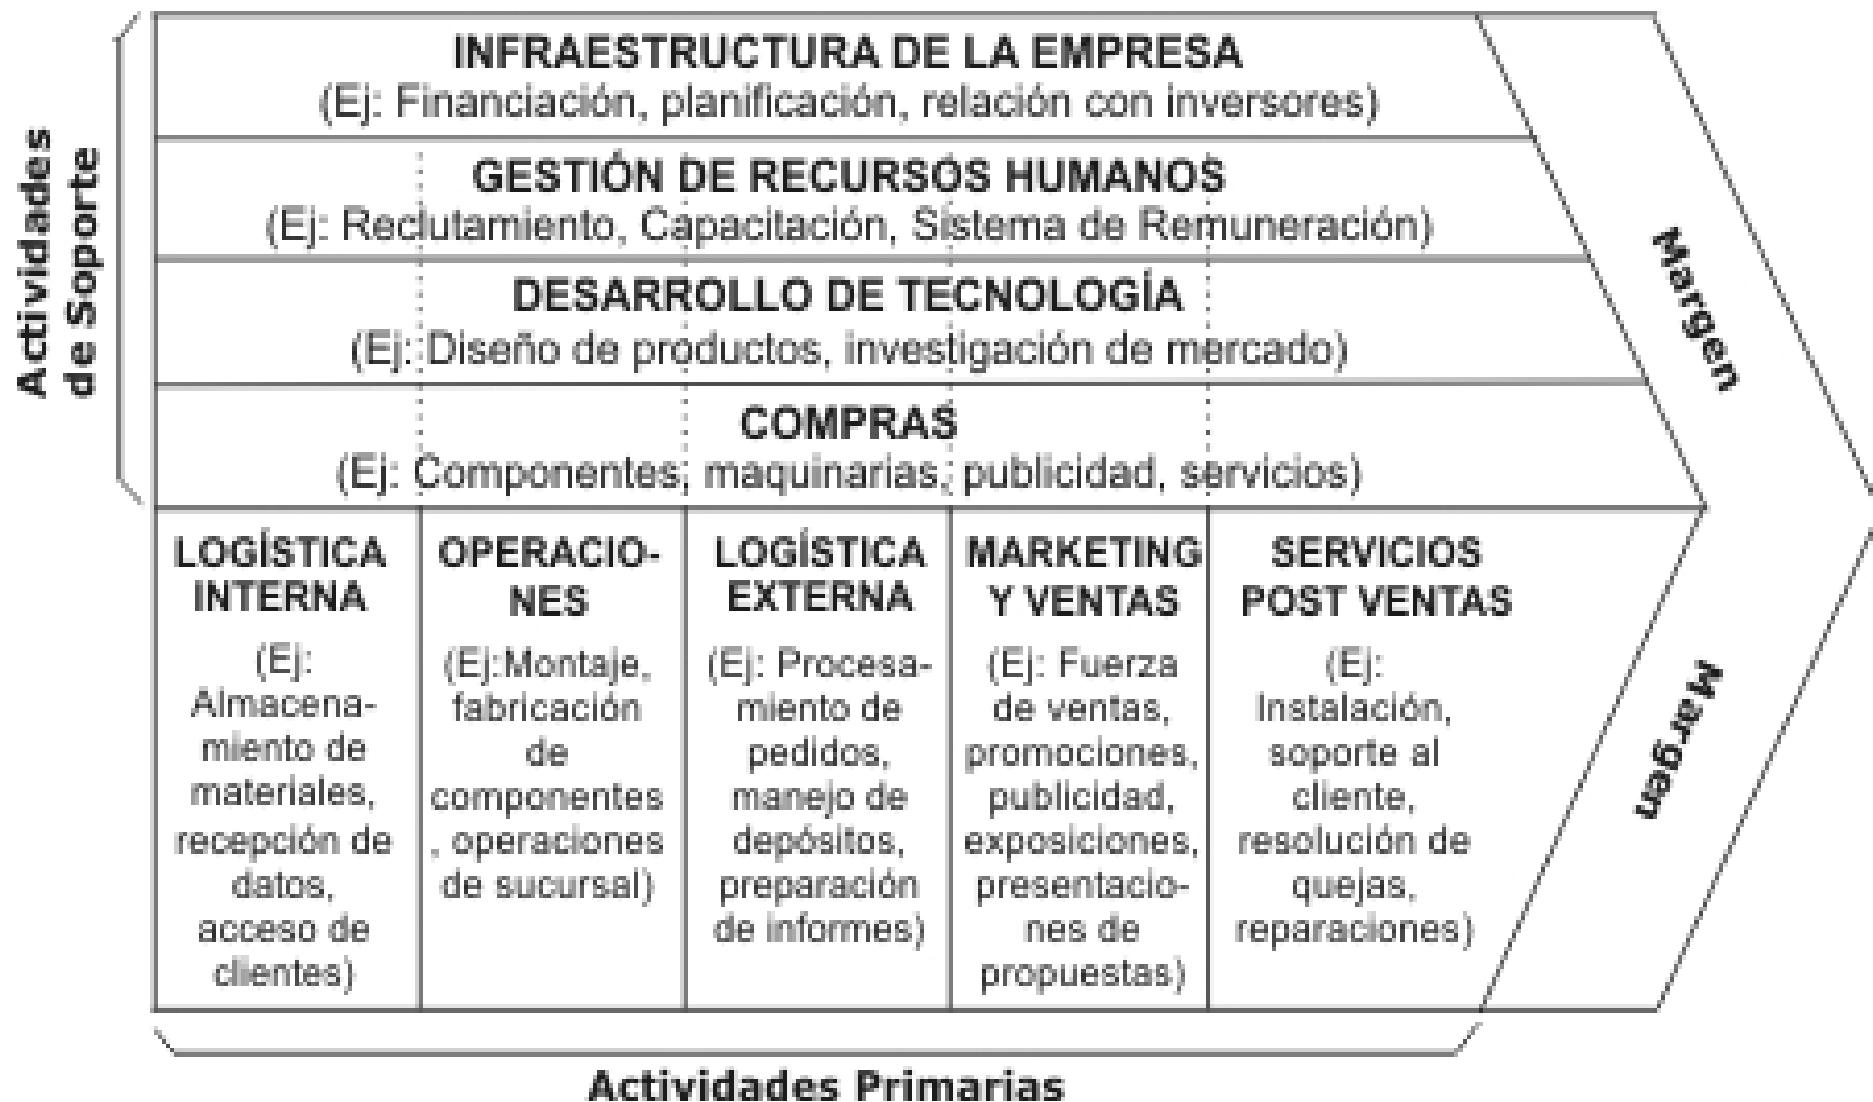 Actividades
de Soporte
INFRAESTRUCTURA DE LA EMPRESA
(Ej: Financiación, planificación, relación con inversores)
GESTIÓN DE RECURSOS HUMANOS
(Ej: Reclutamiento, Capacitación, Sistema de Remuneración)
DESARROLLO DE TECNOLOGÍA
(Ej: Diseño de productos, investigación de mercado)
COMPRAS
(Ej: Componentes, maquinarias, publicidad, servicios)
LOGÍSTICA
INTERNA
(Ej:
Almacena-
miento de
materiales,
recepción de
datos,
acceso de
clientes)
OPERACIO-
NES
(Ej:Montaje,
fabricación
de
componentes
, operaciones
de sucursal)
LOGÍSTICA
EXTERNA
(Ej: Procesa-
miento de
pedidos,
manejo de
depósitos,
preparación
de informes)
MARKETING
Y VENTAS
(Ej: Fuerza
de ventas,
promociones,
publicidad,
exposiciones,
presentacio-
nes de
propuestas)
SERVICIOS
POST VENTAS
(Ej:
Instalación,
soporte al
cliente,
resolución de
quejas,
reparaciones)
Margen
Margen
Actividades Primarias